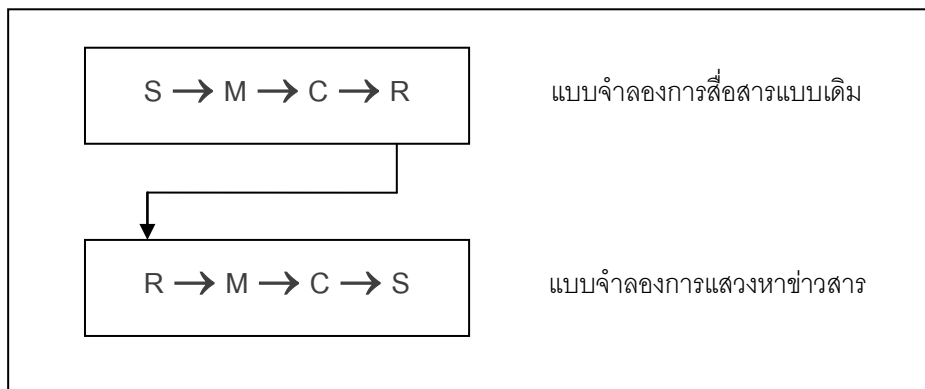 S → M → C → R แบบจำลองการสื่อสารแบบเดิม
R → M → C → S แบบจำลองการแสวงหาข่าวสาร